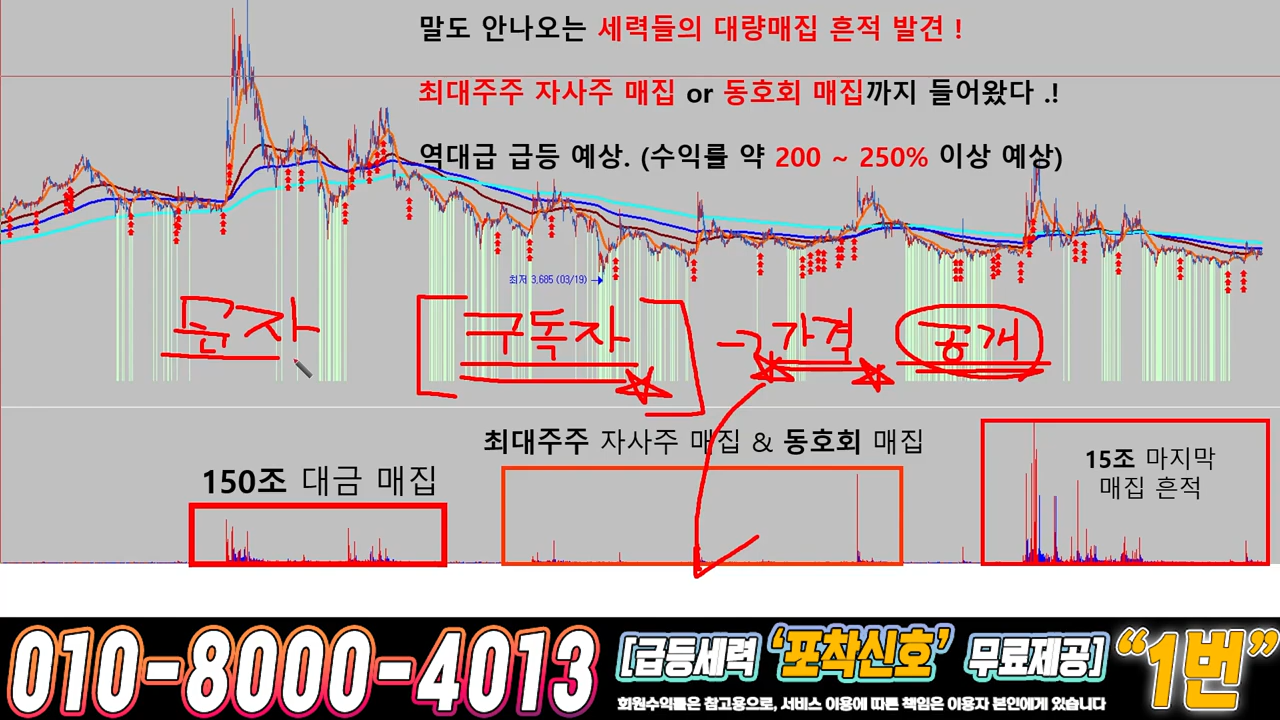 말도 안나오는 세력들의 대량매집 흔적 발견 !
최대주주 자사주 매집 or 동호회 매집까지 들어왔다 .!
역대급 급등 예상. (수익률 약 200 ~ 250% 이상 예상)
최저 3,685 (03/19)
문자 구독자 가격 공개
최대주주 자사주 매집 & 동호회 매집
150조 대금 매집
15조 마지막
매집 흔적
010-8000-4013 [급등세력 '포착신호' 무료제공] "1번"
회원수익률은 참고용으로, 서비스 이용에 따른 책임은 이용자 본인에게 있습니다